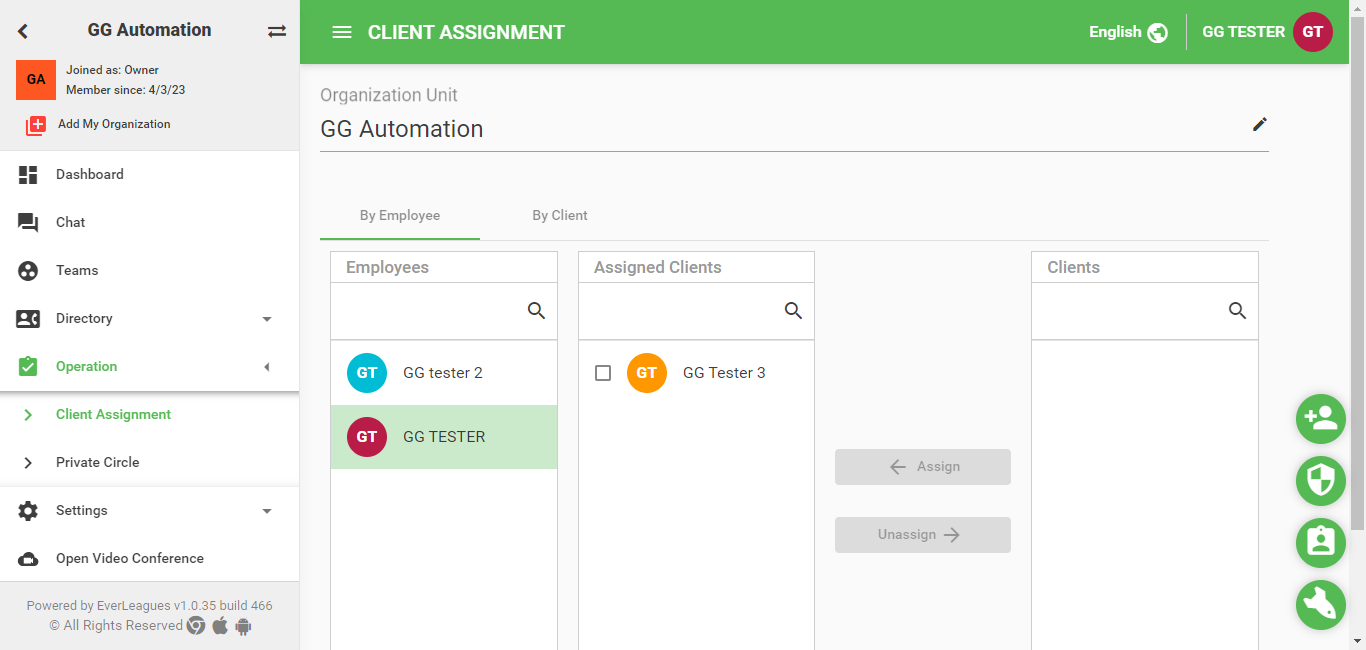 GG Automation
GA
Joined as: Owner
Member since: 4/3/23
Add My Organization
Dashboard
Chat
Teams
Directory
Operation
Client Assignment
Private Circle
Settings
Open Video Conference
Powered by EverLeagues v1.0.35 build 466
© All Rights Reserved
CLIENT ASSIGNMENT
English
GG TESTER
GT
Organization Unit
GG Automation
By Employee
By Client
Employees
GT GG tester 2
GT GG TESTER
Assigned Clients
GT GG Tester 3
Assign
Unassign
Clients